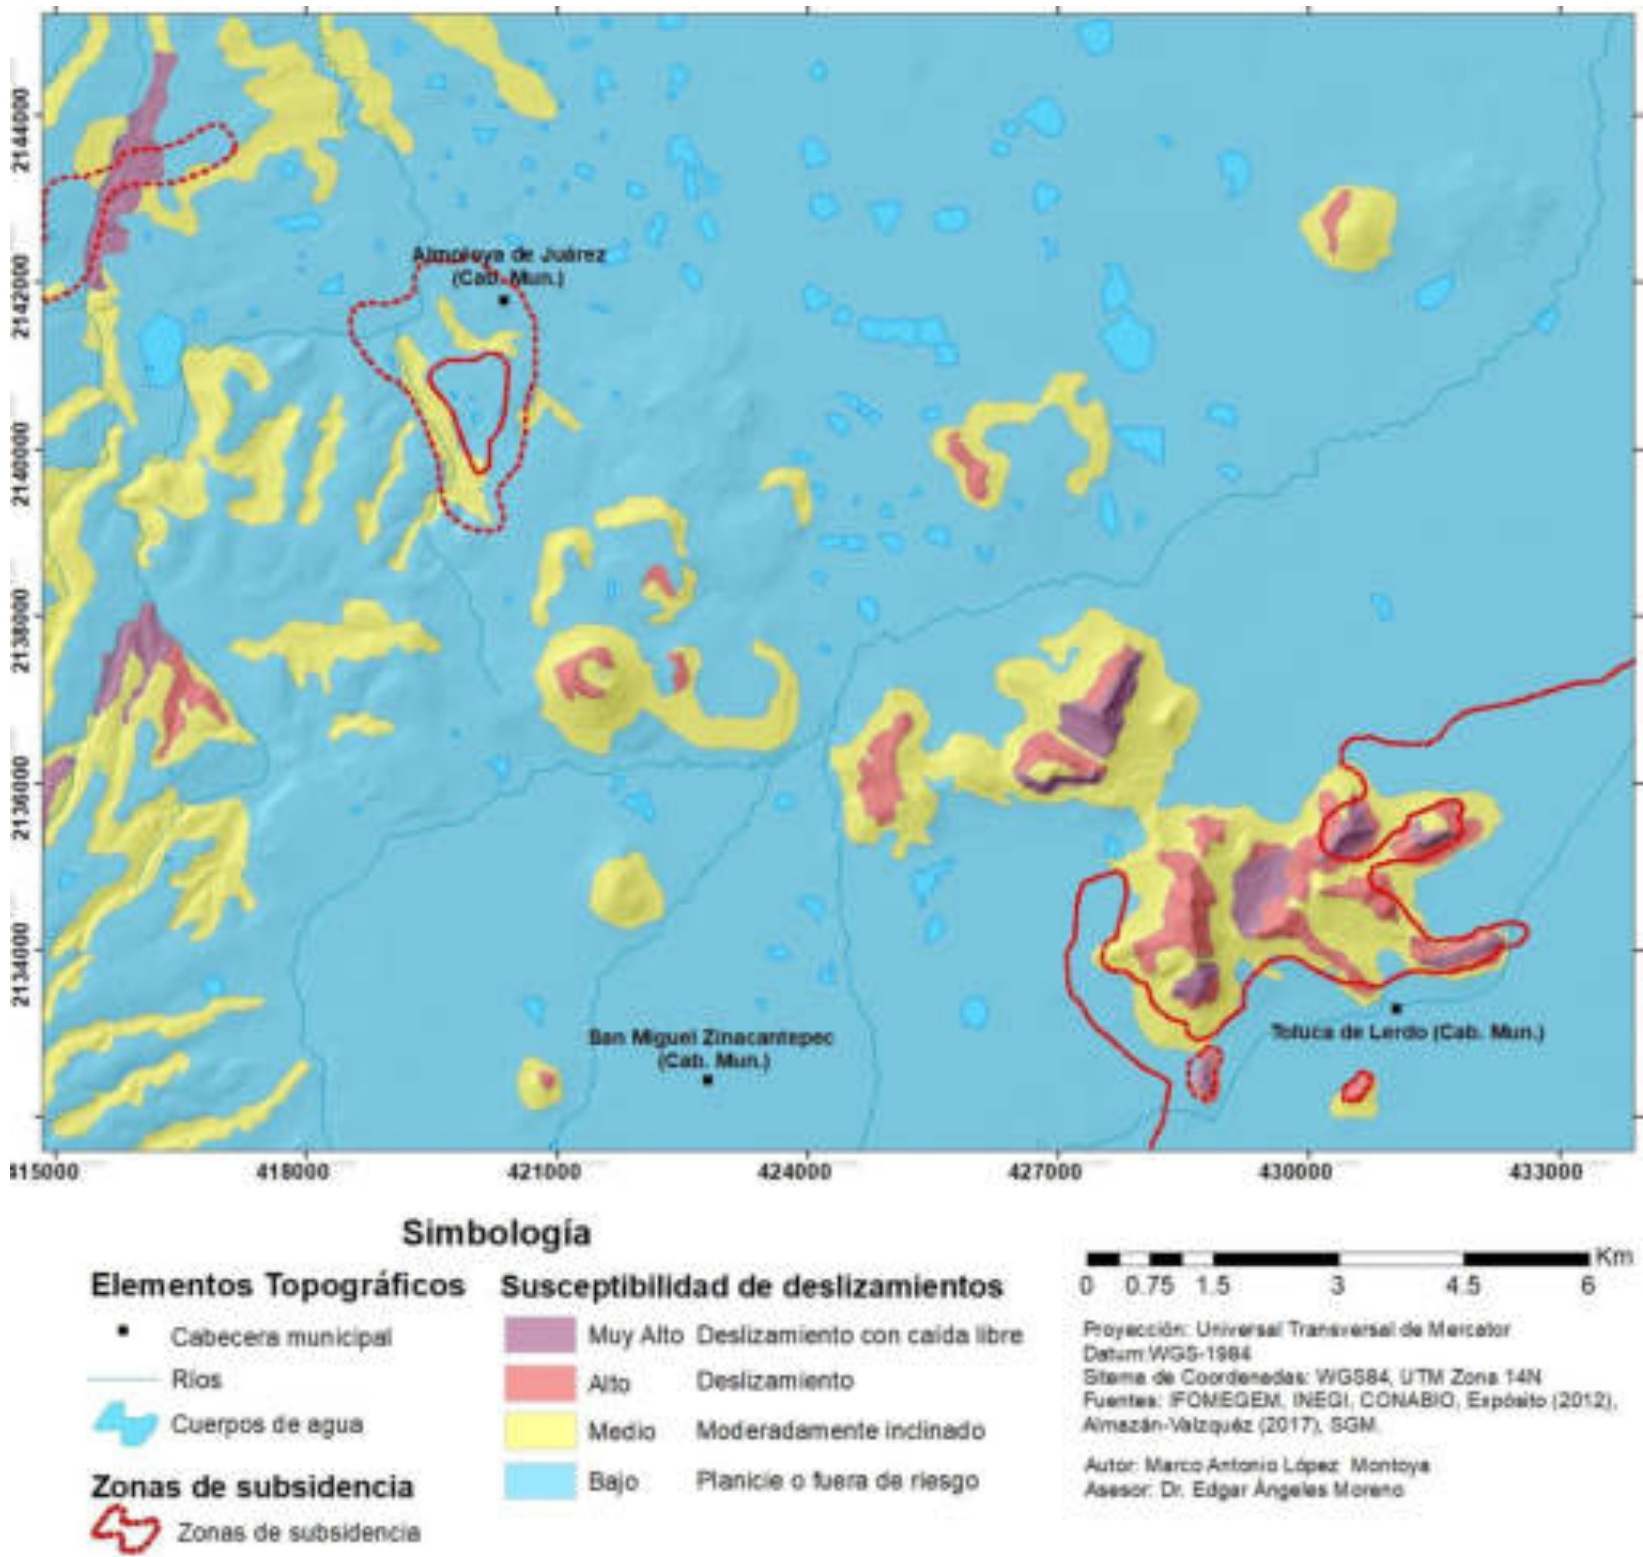 2144000
2142000
2140000
2138000
2136000
2134000
Almoloya de Juárez
(Cab. Mun.)
San Miguel Zinacantepec
(Cab. Mun.)
Toluca de Lerdo (Cab. Mun.)
415000 418000 421000 424000 427000 430000 433000
Simbología
Elementos Topográficos
Cabecera municipal
Ríos
Cuerpos de agua
Zonas de subsidencia
Zonas de subsidencia
Susceptibilidad de deslizamientos
Muy Alto Deslizamiento con caída libre
Alto Deslizamiento
Medio Moderadamente inclinado
Bajo Planicie o fuera de riesgo
Km
0 0.75 1.5 3 4.5 6
Proyección: Universal Transversal de Mercator
Datum:WGS-1984
Sitema de Coordenadas: WGS84, UTM Zona 14N
Fuentes: IFOMEGEM, INEGI, CONABIO, Expósito (2012),
Almazán-Valzquéz (2017), SGM.
Autor: Marco Antonio López Montoya
Asesor: Dr. Edgar Ángeles Moreno